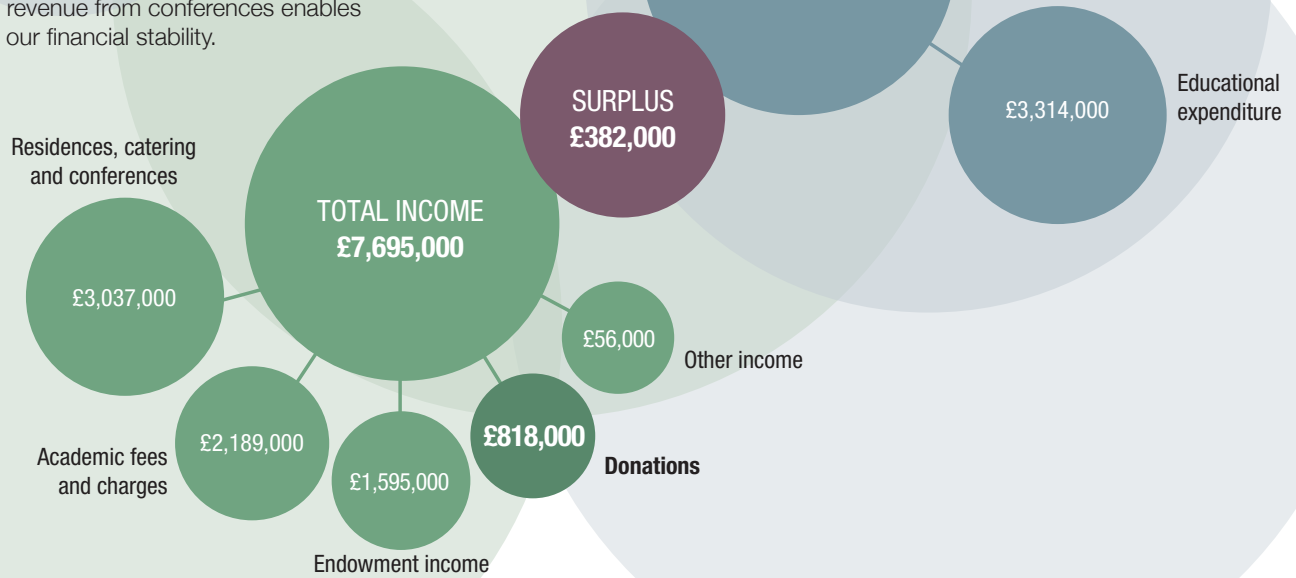 revenue from conferences enables
our financial stability.
SURPLUS
£382,000
£3,314,000
Educational
expenditure
Residences, catering
and conferences
TOTAL INCOME
£7,695,000
£3,037,000
£56,000
Other income
£818,000
Donations
£2,189,000
Academic fees
and charges
£1,595,000
Endowment income